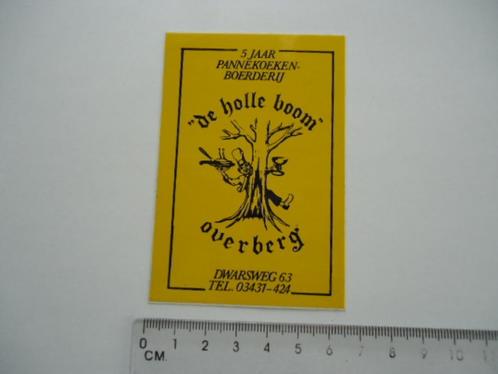 5 JAAR
PANNEKOEKEN-
BOERDERIJ
"de holle boom"
overberg
DWARSWEG 63
TEL. 03431-424
0 1 2 3 4 5 6 7 8 9 10 11
CM.